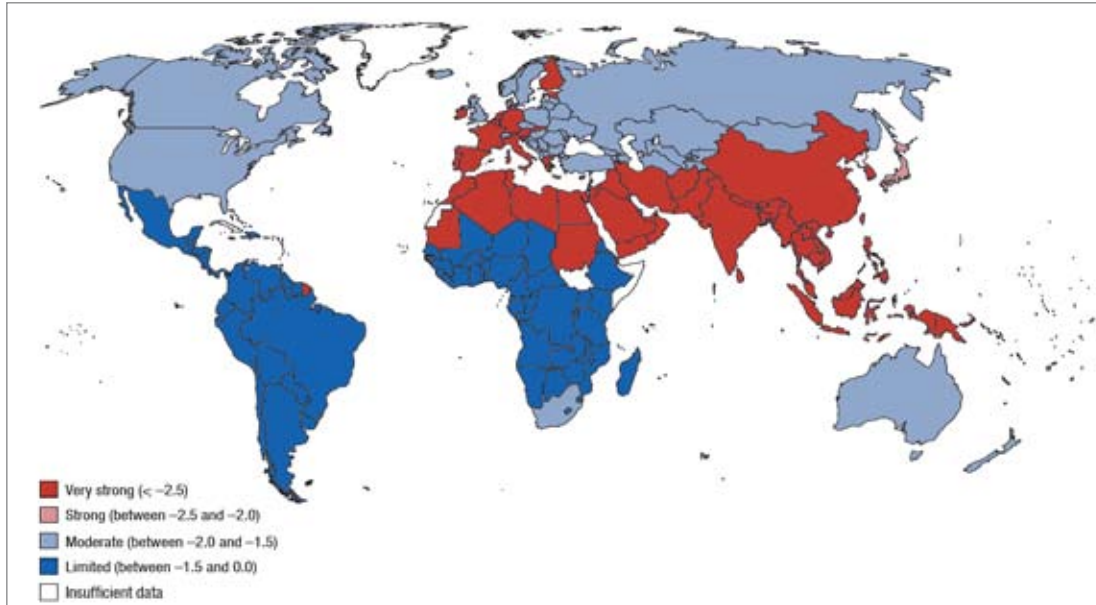 Very strong (< −2.5)
Strong (between −2.5 and −2.0)
Moderate (between −2.0 and −1.5)
Limited (between −1.5 and 0.0)
Insufficient data